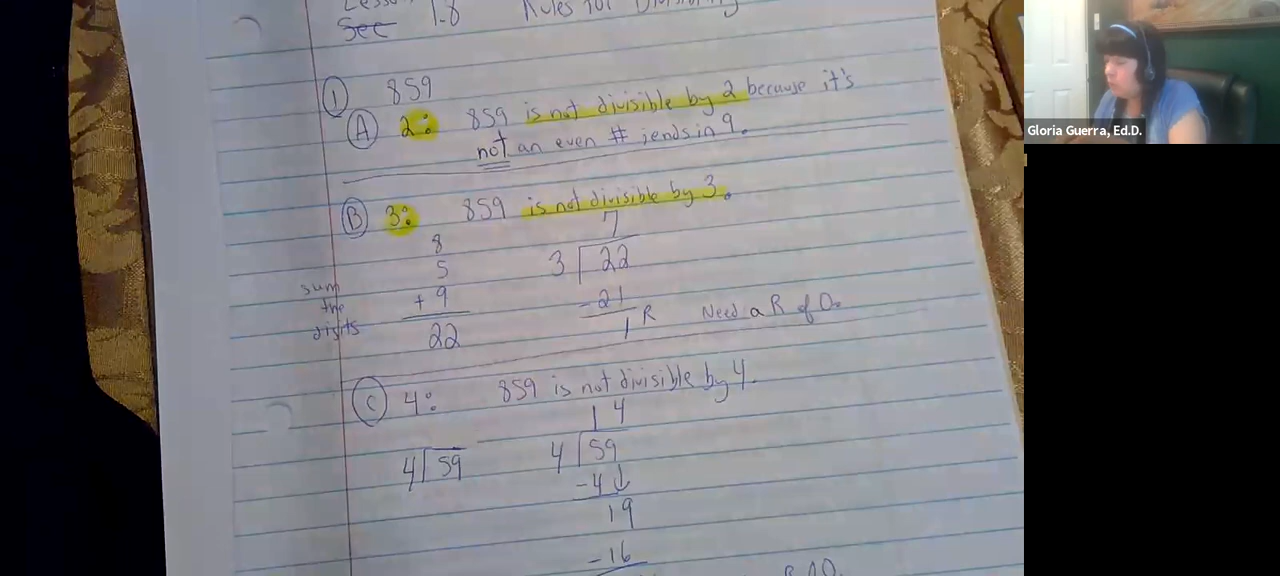 Sec 1.8 Rules for
① 859
Ⓐ 2: 859 is not divisible by 2 because it's
not an even # ; ends in 9.
Ⓑ 3: 859 is not divisible by 3.
8
5
+ 9
22
sum
the
digits
7
3 22
-21
1 R Need a R of 0.
Ⓒ 4: 859 is not divisible by 4.
4 59
1 4
4 59
-4↓
19
-16
Gloria Guerra, Ed.D.